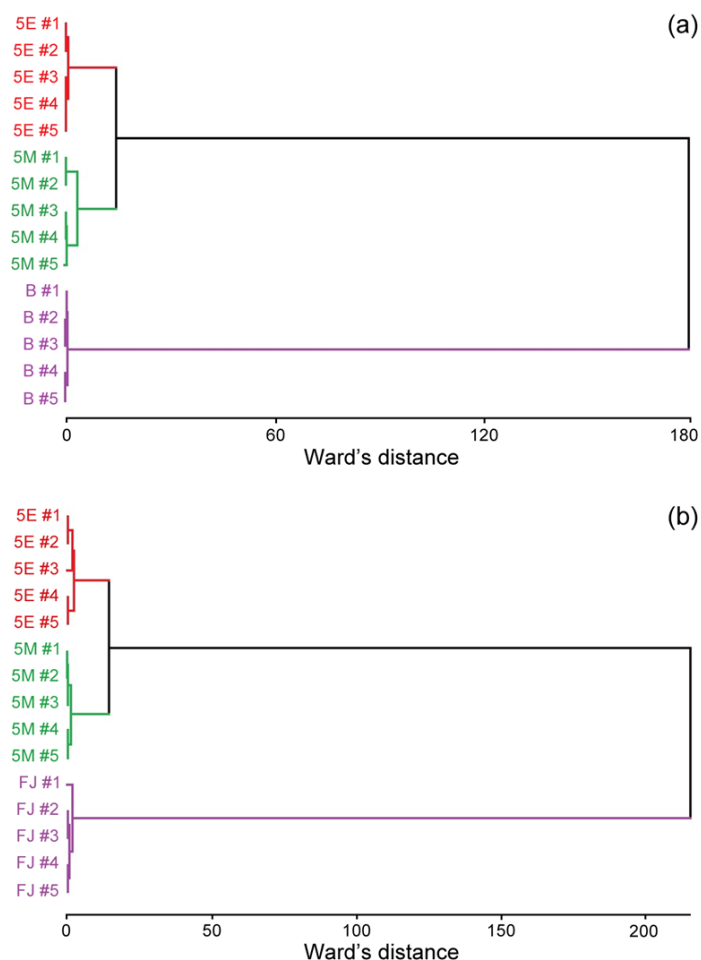 (a)
5E #1
5E #2
5E #3
5E #4
5E #5
5M #1
5M #2
5M #3
5M #4
5M #5
B #1
B #2
B #3
B #4
B #5
0 60 120 180
Ward's distance
(b)
5E #1
5E #2
5E #3
5E #4
5E #5
5M #1
5M #2
5M #3
5M #4
5M #5
FJ #1
FJ #2
FJ #3
FJ #4
FJ #5
0 50 100 150 200
Ward's distance